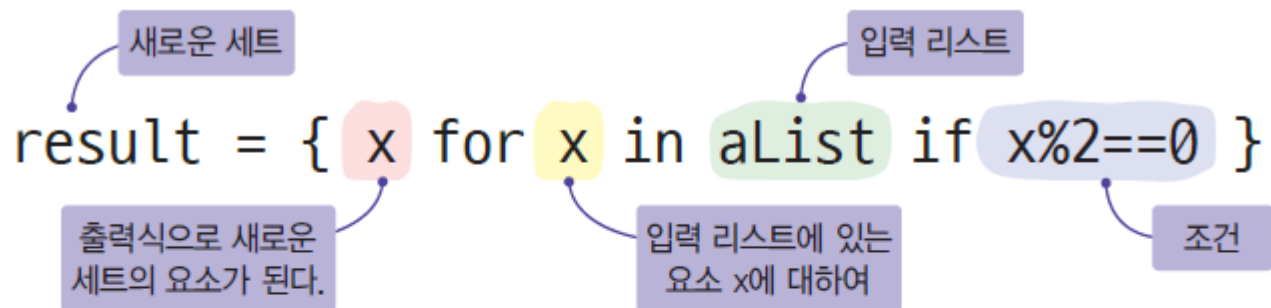 새로운 세트
입력 리스트
result = { x for x in aList if x%2==0 }
출력식으로 새로운
세트의 요소가 된다.
입력 리스트에 있는
요소 x에 대하여
조건